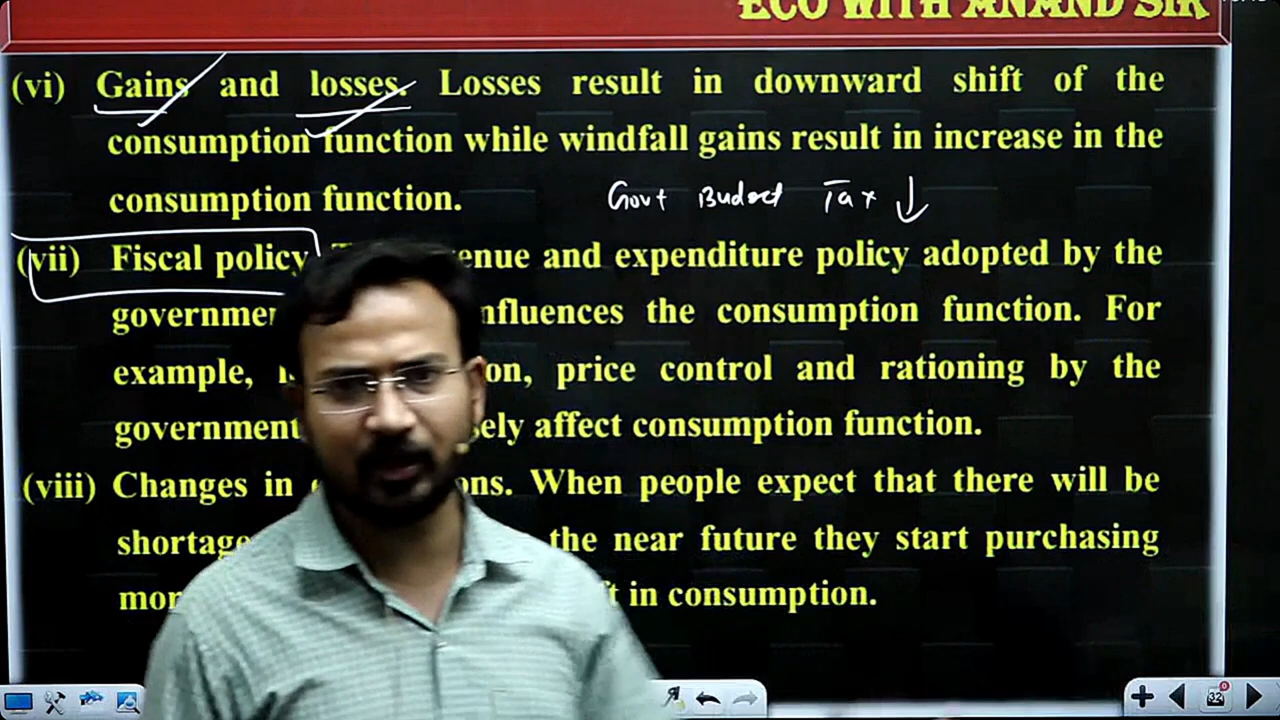 ECO WITH ANAND SIR
(vi) Gains and losses. Losses result in downward shift of the
consumption function while windfall gains result in increase in the
consumption function.
Govt Budget Tax ↓
(vii) Fiscal policy enue and expenditure policy adopted by the
governmen nfluences the consumption function. For
example, on, price control and rationing by the
government sely affect consumption function.
(viii) Changes in ons. When people expect that there will be
shortage the near future they start purchasing
mor t in consumption.
32